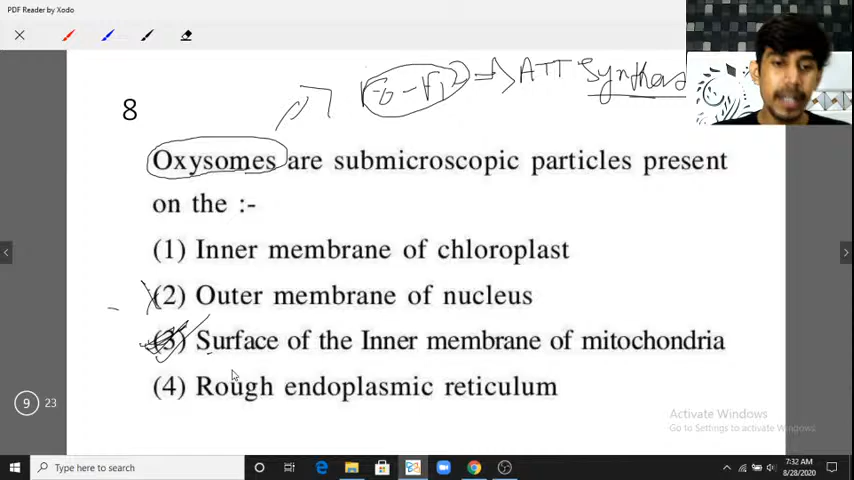 PDF Reader by Xodo
F0-F1 ⇒ ATT Synthas
8
Oxysomes are submicroscopic particles present
on the :-
(1) Inner membrane of chloroplast
(2) Outer membrane of nucleus
(3) Surface of the Inner membrane of mitochondria
(4) Rough endoplasmic reticulum
9 23
Activate Windows
Go to Settings to activate Windows.
Type here to search
7:32 AM
8/28/2020